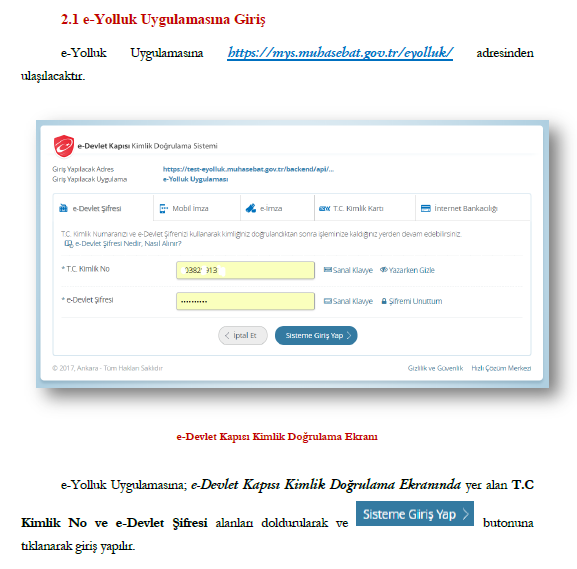 2.1 e-Yolluk Uygulamasına Giriş
e-Yolluk Uygulamasına https://mys.muhasebat.gov.tr/eyolluk/ adresinden
ulaşılacaktır.
e-Devlet Kapısı Kimlik Doğrulama Sistemi
Giriş Yapılacak Adres https://test-eyolluk.muhasebat.gov.tr/backend/api/...
Giriş Yapılacak Uygulama e-Yolluk Uygulaması
e-Devlet Şifresi Mobil İmza e-İmza T.C. Kimlik Kartı İnternet Bankacılığı
T.C. Kimlik Numaranızı ve e-Devlet Şifrenizi kullanarak kimliğiniz doğrulandıktan sonra işleminize kaldığınız yerden devam edebilirsiniz.
e-Devlet Şifresi Nedir, Nasıl Alınır?
* T.C. Kimlik No 0382 913 Sanal Klavye Yazarken Gizle
* e-Devlet Şifresi •••••••••• Sanal Klavye Şifremi Unuttum
< İptal Et Sisteme Giriş Yap >
© 2017, Ankara - Tüm Hakları Saklıdır Gizlilik ve Güvenlik Hızlı Çözüm Merkezi
e-Devlet Kapısı Kimlik Doğrulama Ekranı
e-Yolluk Uygulamasına; e-Devlet Kapısı Kimlik Doğrulama Ekranında yer alan T.C
Kimlik No ve e-Devlet Şifresi alanları doldurularak ve Sisteme Giriş Yap > butonuna
tıklanarak giriş yapılır.